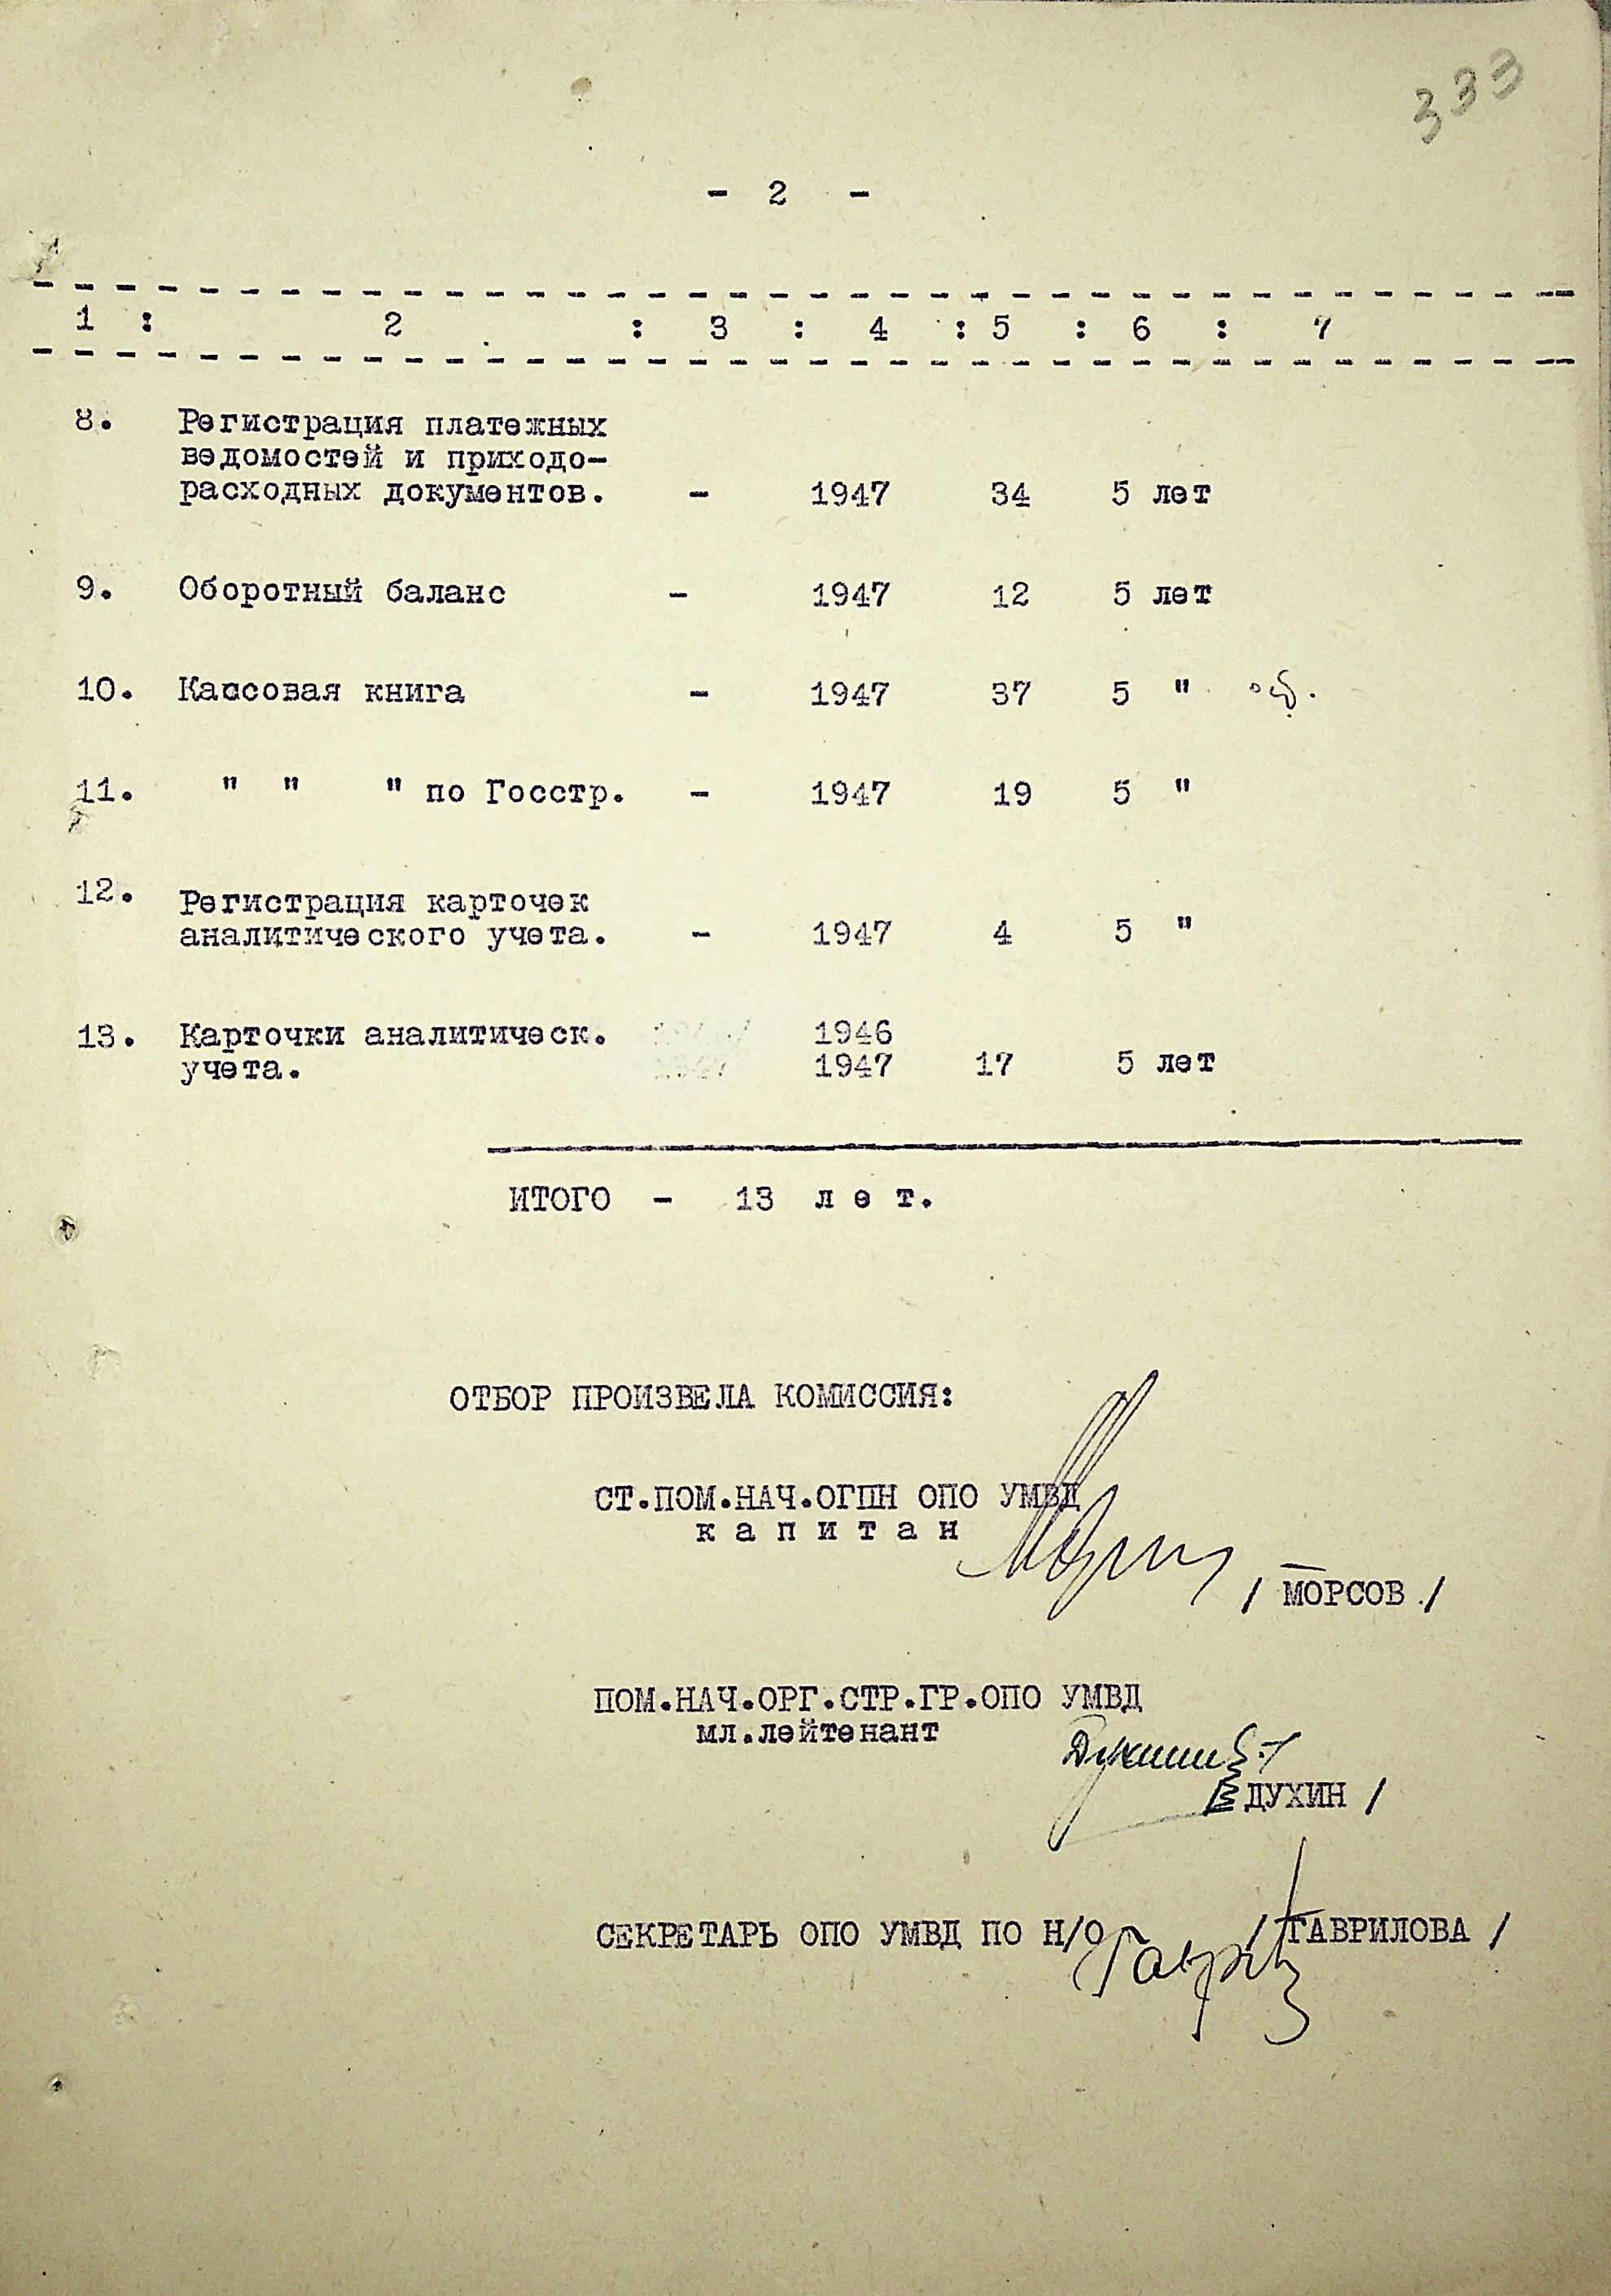 333
- 2 -
1 : 2 : 3 : 4 : 5 : 6 : 7
8. Регистрация платежных
ведомостей и приходо-
расходных документов. - 1947 34 5 лет
9. Оборотный баланс - 1947 12 5 лет
10. Кассовая книга - 1947 37 5 "
11. " " " по Госстр. - 1947 19 5 "
12. Регистрация карточек
аналитического учета. - 1947 4 5 "
13. Карточки аналитическ. 1946
учета. 1947 17 5 лет
ИТОГО - 13 л е т.
ОТБОР ПРОИЗВЕЛА КОМИССИЯ:
СТ.ПОМ.НАЧ.ОГПН ОПО УМВД
к а п и т а н
/ МОРСОВ /
ПОМ.НАЧ.ОРГ.СТР.ГР.ОПО УМВД
мл.лейтенант
ДУХИН /
СЕКРЕТАРЬ ОПО УМВД ПО Н/О / ГАВРИЛОВА /